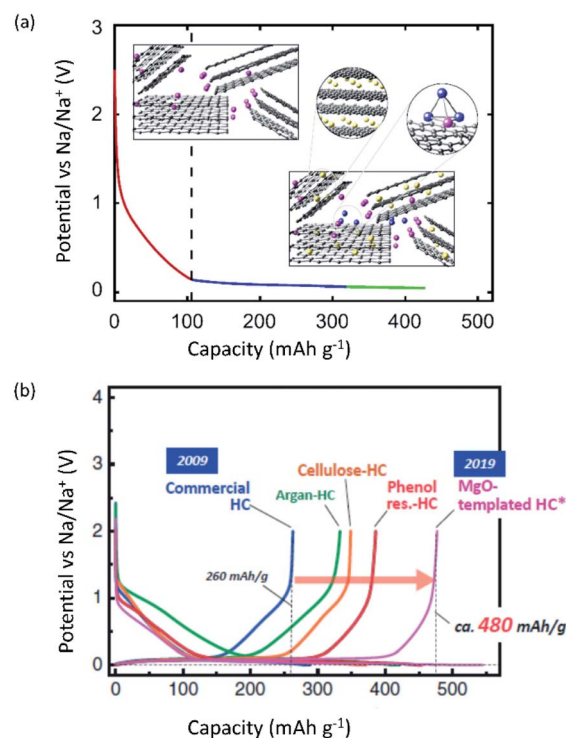 (a)
3
2
1
0
Potential vs Na/Na⁺ (V)
0 100 200 300 400 500
Capacity (mAh g⁻¹)
(b)
4
3
2
1
0
Potential vs Na/Na⁺ (V)
2009
Commercial
HC
Argan-HC
Cellulose-HC
Phenol
res.-HC
2019
MgO-
templated HC*
260 mAh/g
ca. 480 mAh/g
0 100 200 300 400 500
Capacity (mAh g⁻¹)